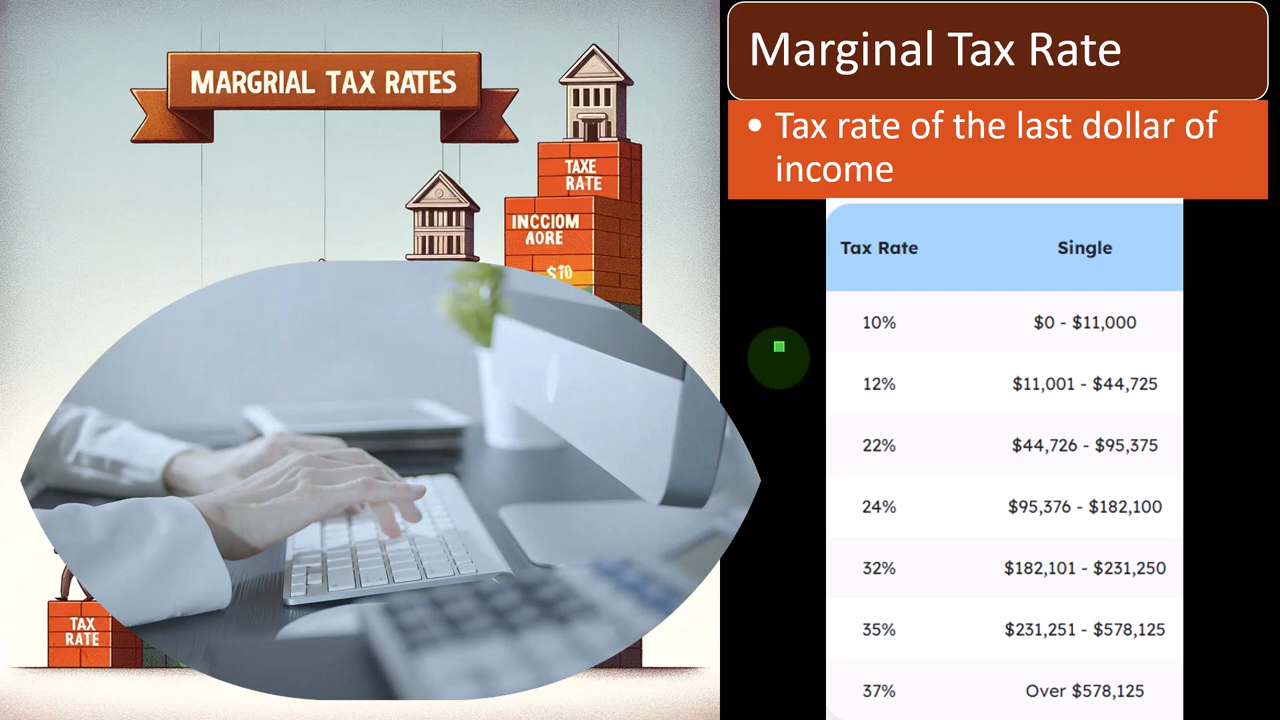 MARGRIAL TAX RATES
TAXE
RATE
INCCIOM
AORE
$10
TAX
RATE
Marginal Tax Rate
• Tax rate of the last dollar of
income
Tax Rate Single
10% $0 - $11,000
12% $11,001 - $44,725
22% $44,726 - $95,375
24% $95,376 - $182,100
32% $182,101 - $231,250
35% $231,251 - $578,125
37% Over $578,125